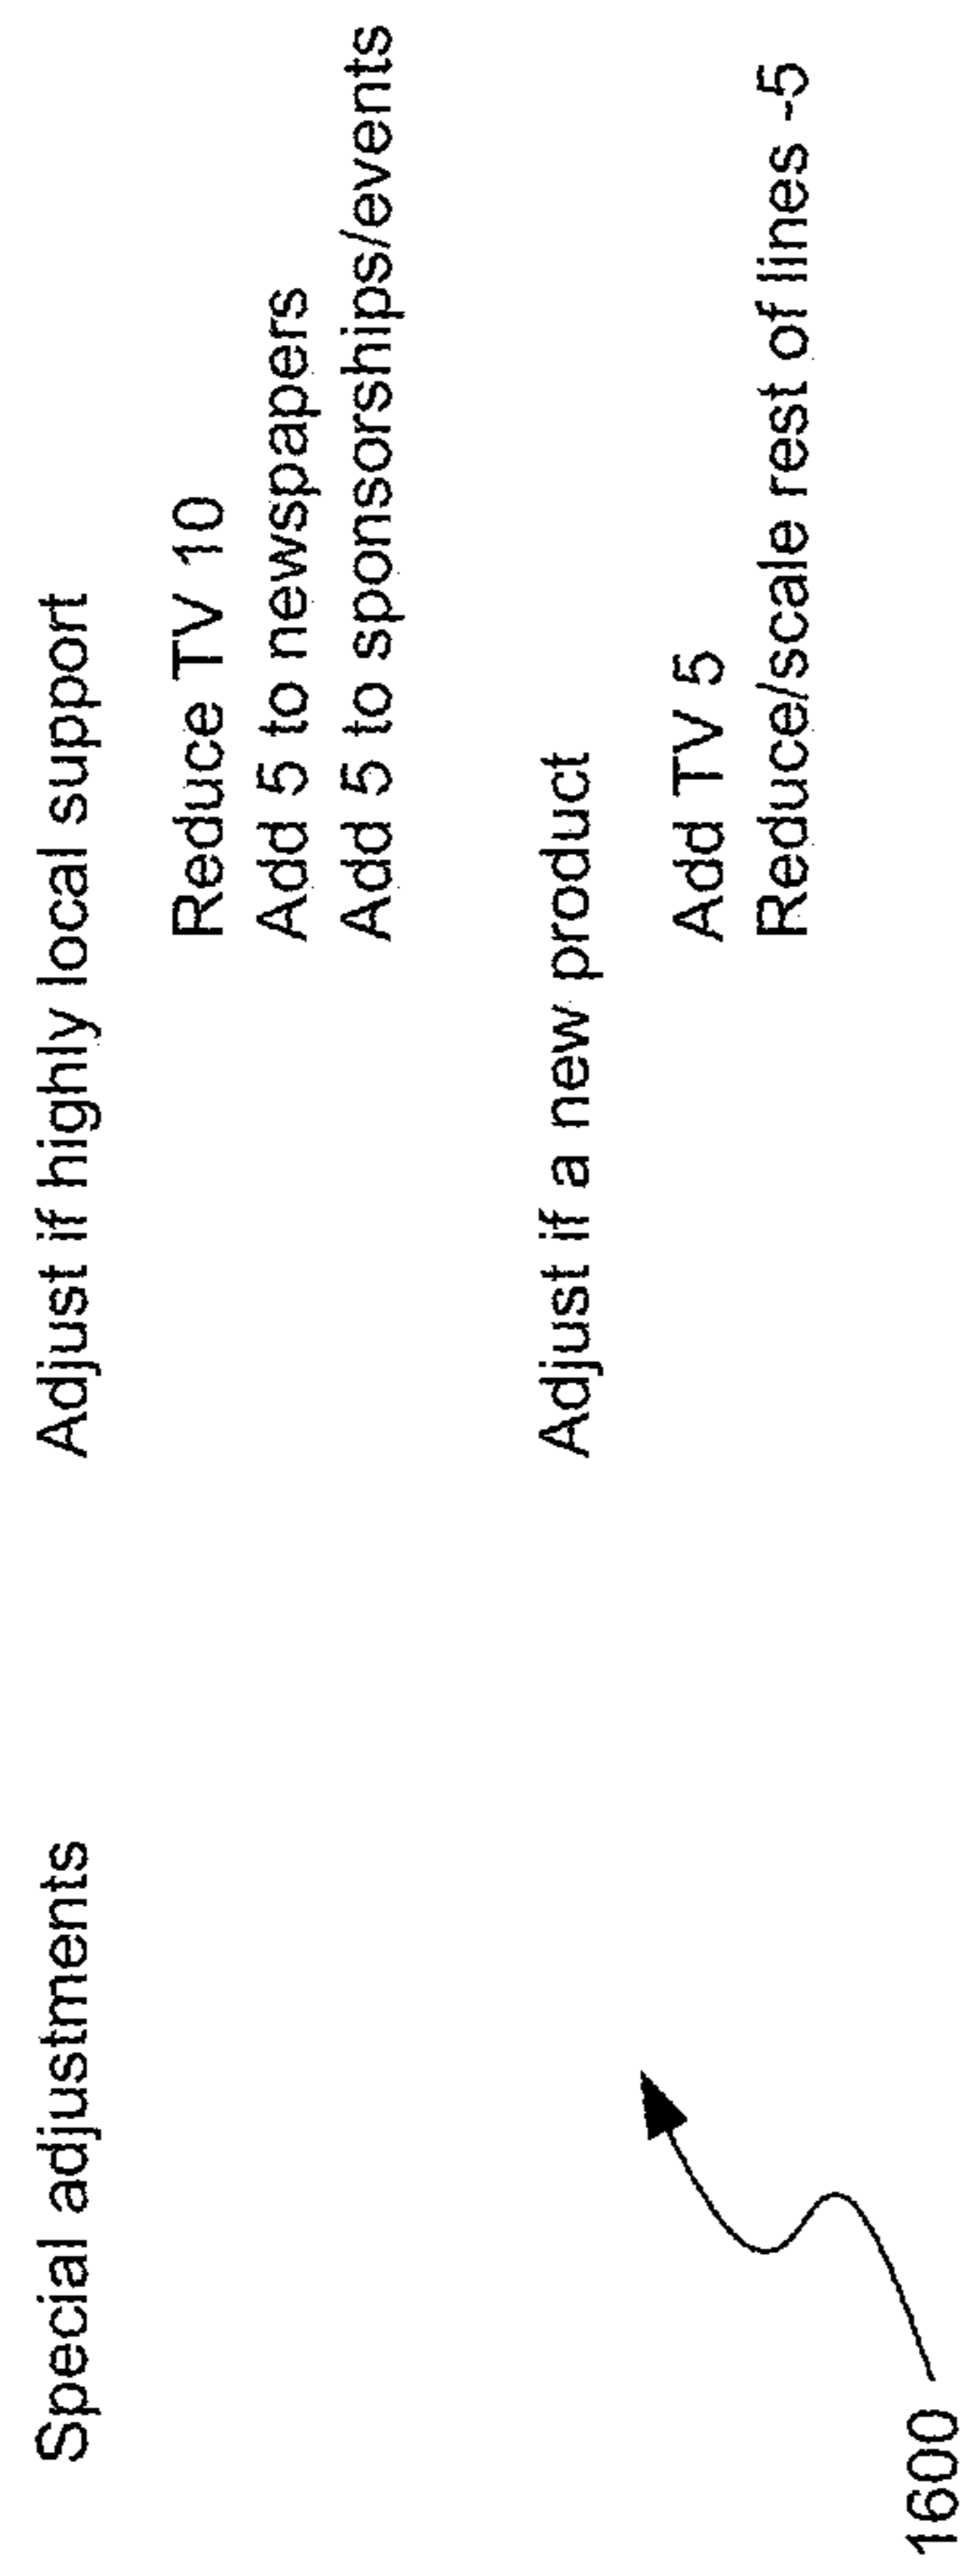 Special adjustments
Adjust if highly local support
Reduce TV 10
Add 5 to newspapers
Add 5 to sponsorships/events
Adjust if a new product
Add TV 5
Reduce/scale rest of lines -5
1600